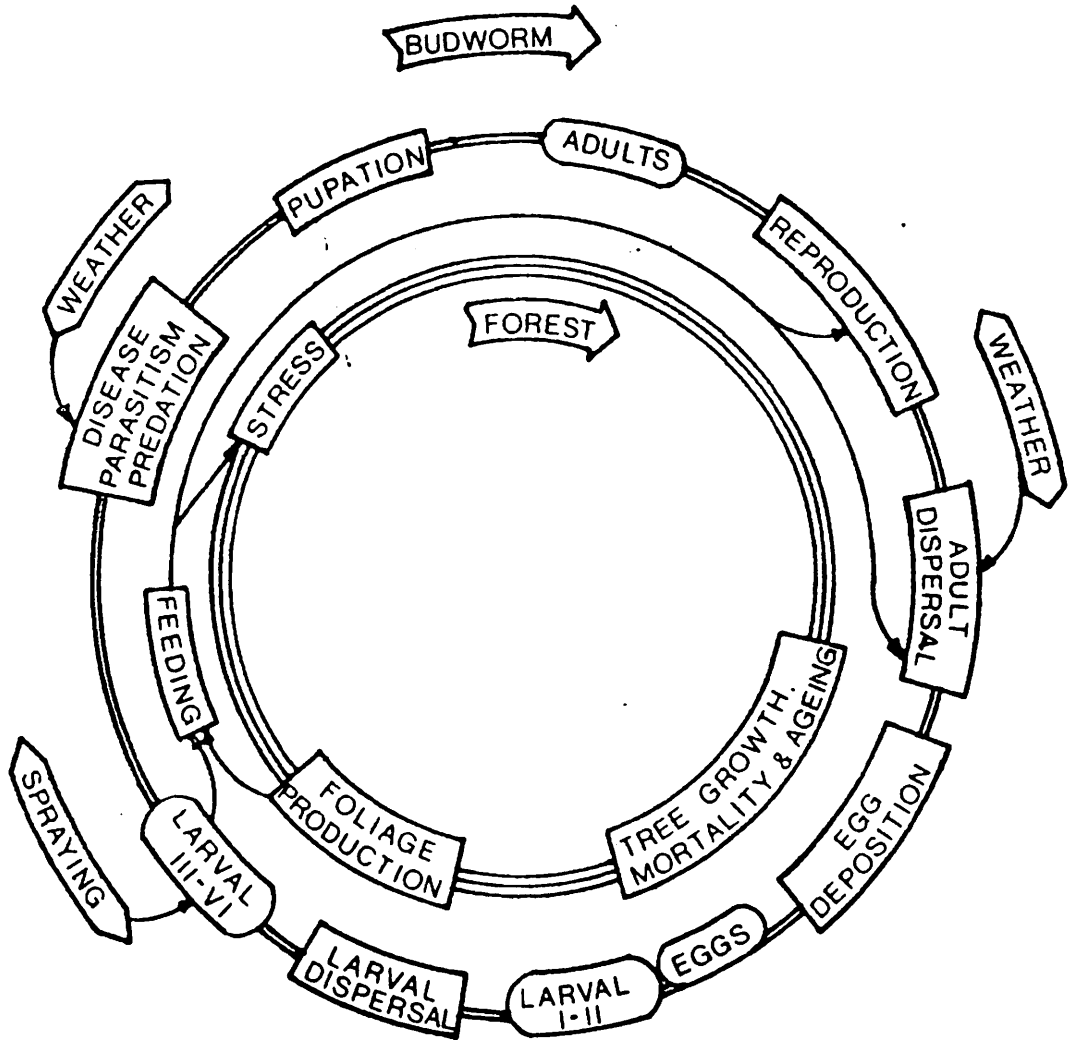 BUDWORM
ADULTS
PUPATION
REPRODUCTION
WEATHER
DISEASE
PARASITISM
PREDATION
STRESS
FOREST
WEATHER
ADULT
DISPERSAL
FEEDING
SPRAYING
LARVAL
III-VI
FOLIAGE
PRODUCTION
TREE GROWTH.
MORTALITY & AGEING
EGG
DEPOSITION
EGGS
LARVAL
I-II
LARVAL
DISPERSAL